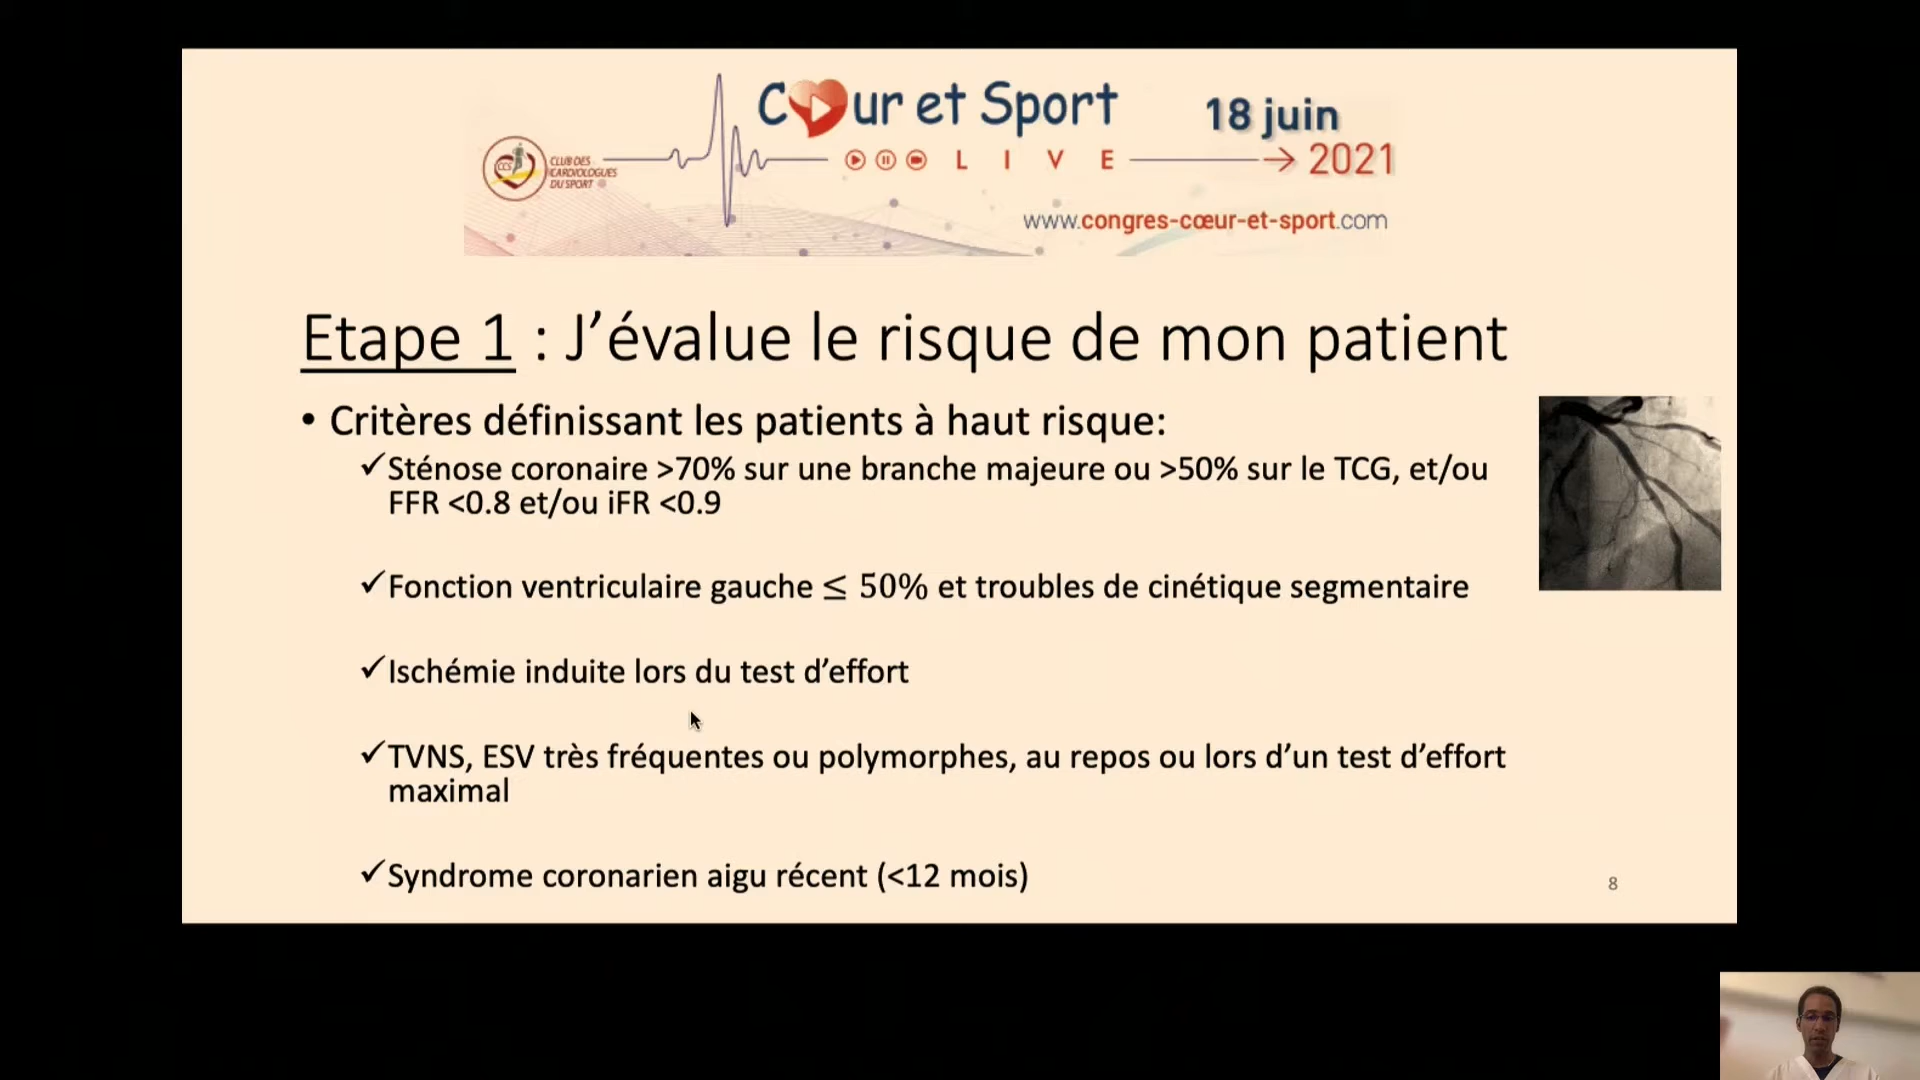 Cœur et Sport
18 juin
CLUB DES
CARDIOLOGUES
DU SPORT
CCS
LIVE
2021
www.congres-cœur-et-sport.com
Etape 1 : J’évalue le risque de mon patient
• Critères définissant les patients à haut risque:
✓Sténose coronaire >70% sur une branche majeure ou >50% sur le TCG, et/ou
FFR <0.8 et/ou iFR <0.9
✓Fonction ventriculaire gauche ≤ 50% et troubles de cinétique segmentaire
✓Ischémie induite lors du test d’effort
✓TVNS, ESV très fréquentes ou polymorphes, au repos ou lors d’un test d’effort
maximal
✓Syndrome coronarien aigu récent (<12 mois)
8